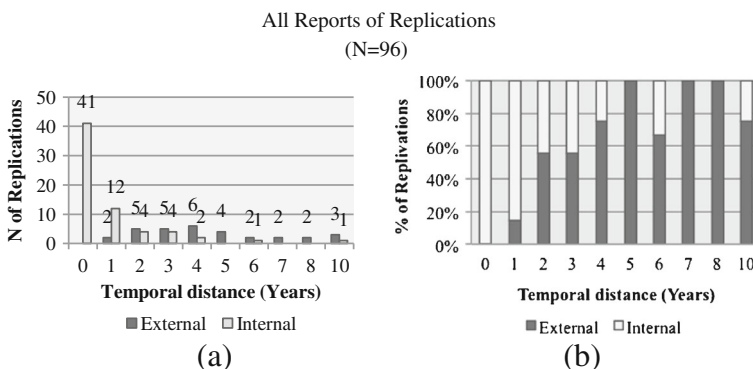 All Reports of Replications
(N=96)
N of Replications
50
40
30
20
10
0
41
2 12
5 4
5 4
6 2
4
2 1
2
2
3 1
0 1 2 3 4 5 6 7 8 10
Temporal distance (Years)
External Internal
(a)
% of Replivations
100%
80%
60%
40%
20%
0%
0 1 2 3 4 5 6 7 8 10
Temporal distance (Years)
External Internal
(b)